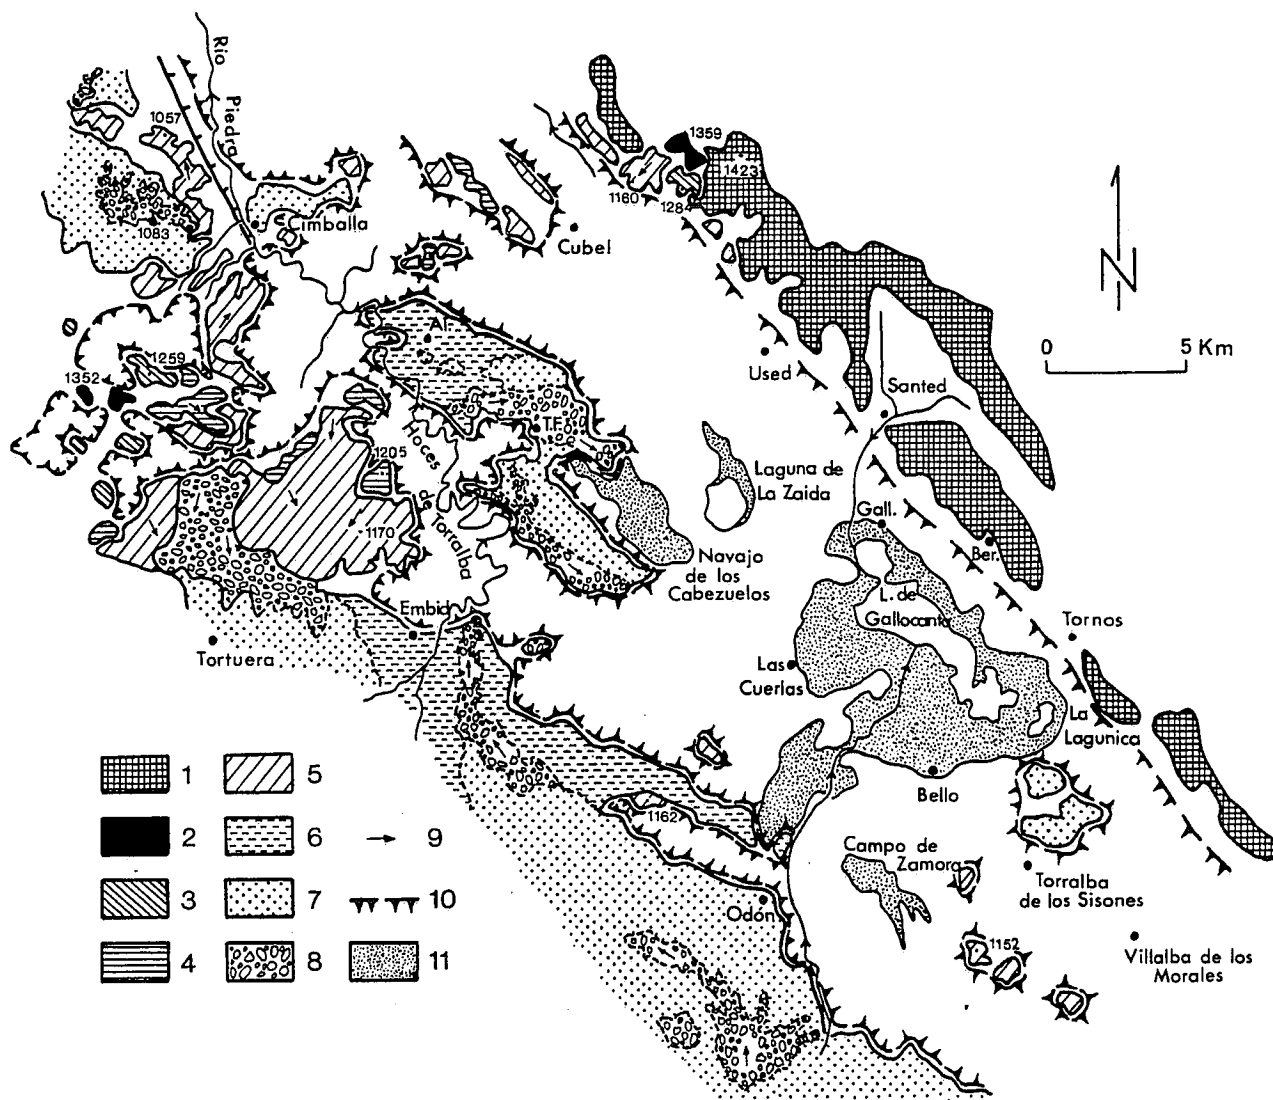 Río
Piedra
1057
1083
Cimballa
Cubel
1359
1423
1160
1284
N
0 5 Km
1259
1352
Al.
Used
Santed
T.F.
Hoces
de Torralba
1205
1170
Laguna de
La Zaida
Gall.
Ber.
Navajo
de los
Cabezuelos
L. de
Gallocanta
Embid
Tortuera
Tornos
Las
Cuerlas
La
Lagunica
Bello
1162
Campo de
Zamora
Torralba
de los Sisones
Odón
1152
Villalba de los
Morales
1 5
2 6 9
3 7 10
4 8 11